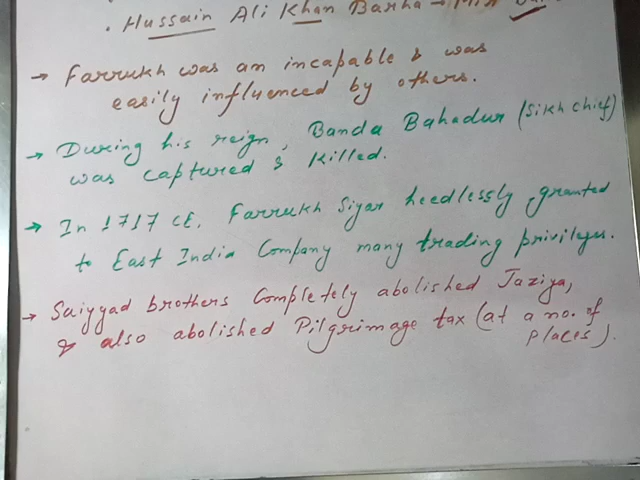 . Hussain Ali Khan Barha →
→ Farrukh was an incapable & was
easily influenced by others.
→ During his reign, Banda Bahadur (Sikh chief)
was captured & killed.
→ In 1717 CE, Farrukh Siyar heedlessly granted
to East India Company many trading privileges.
→ Saiyyad brothers Completely abolished Jaziya,
& also abolished Pilgrimage tax (at a no. of
places).